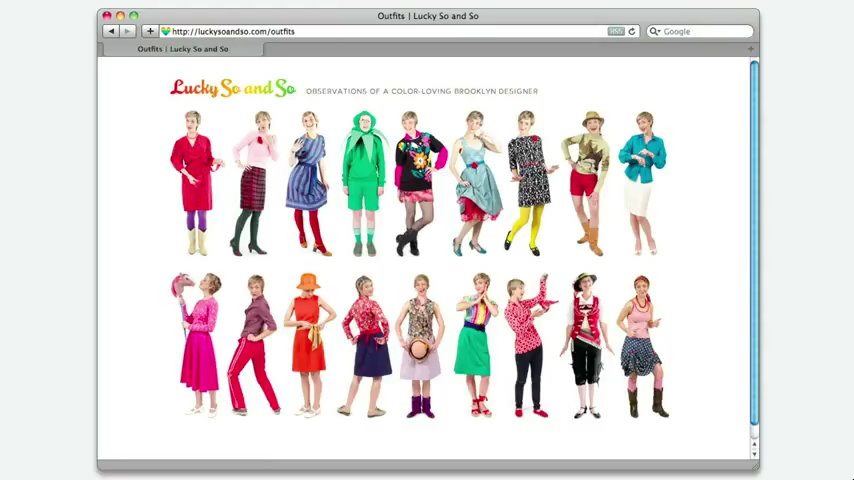 Outfits | Lucky So and So
http://luckysoandso.com/outfits
RSS
Google
Outfits | Lucky So and So
Lucky So and So OBSERVATIONS OF A COLOR-LOVING BROOKLYN DESIGNER